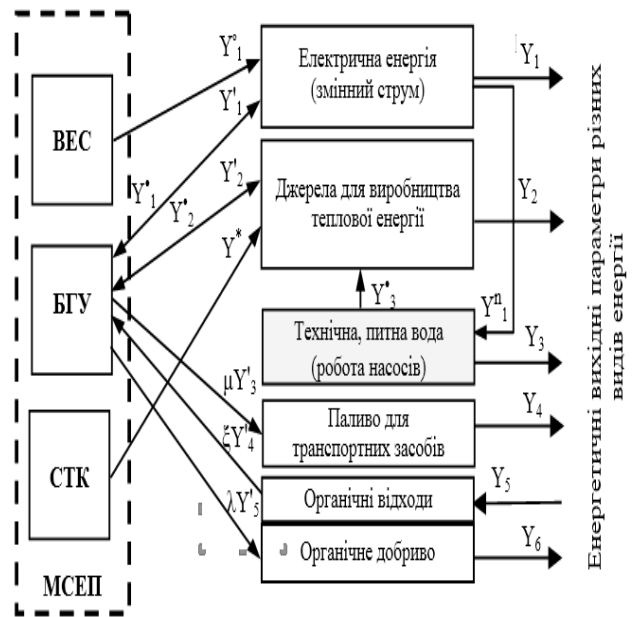 ВЕС
БГУ
СТК
МСЕП
Y°₁
Y'₁
Y•₁
Y'₂
Y•₂
Y*
μY'₃
ξY'₄
λY'₅
Електрична енергія
(змінний струм)
Джерела для виробництва
теплової енергії
Y•₃
Yⁿ₁
Технічна, питна вода
(робота насосів)
Паливо для
транспортних засобів
Органічні відходи
Органічне добриво
Y₁
Y₂
Y₃
Y₄
Y₅
Y₆
Енергетичні вихідні параметри різних
видів енергії